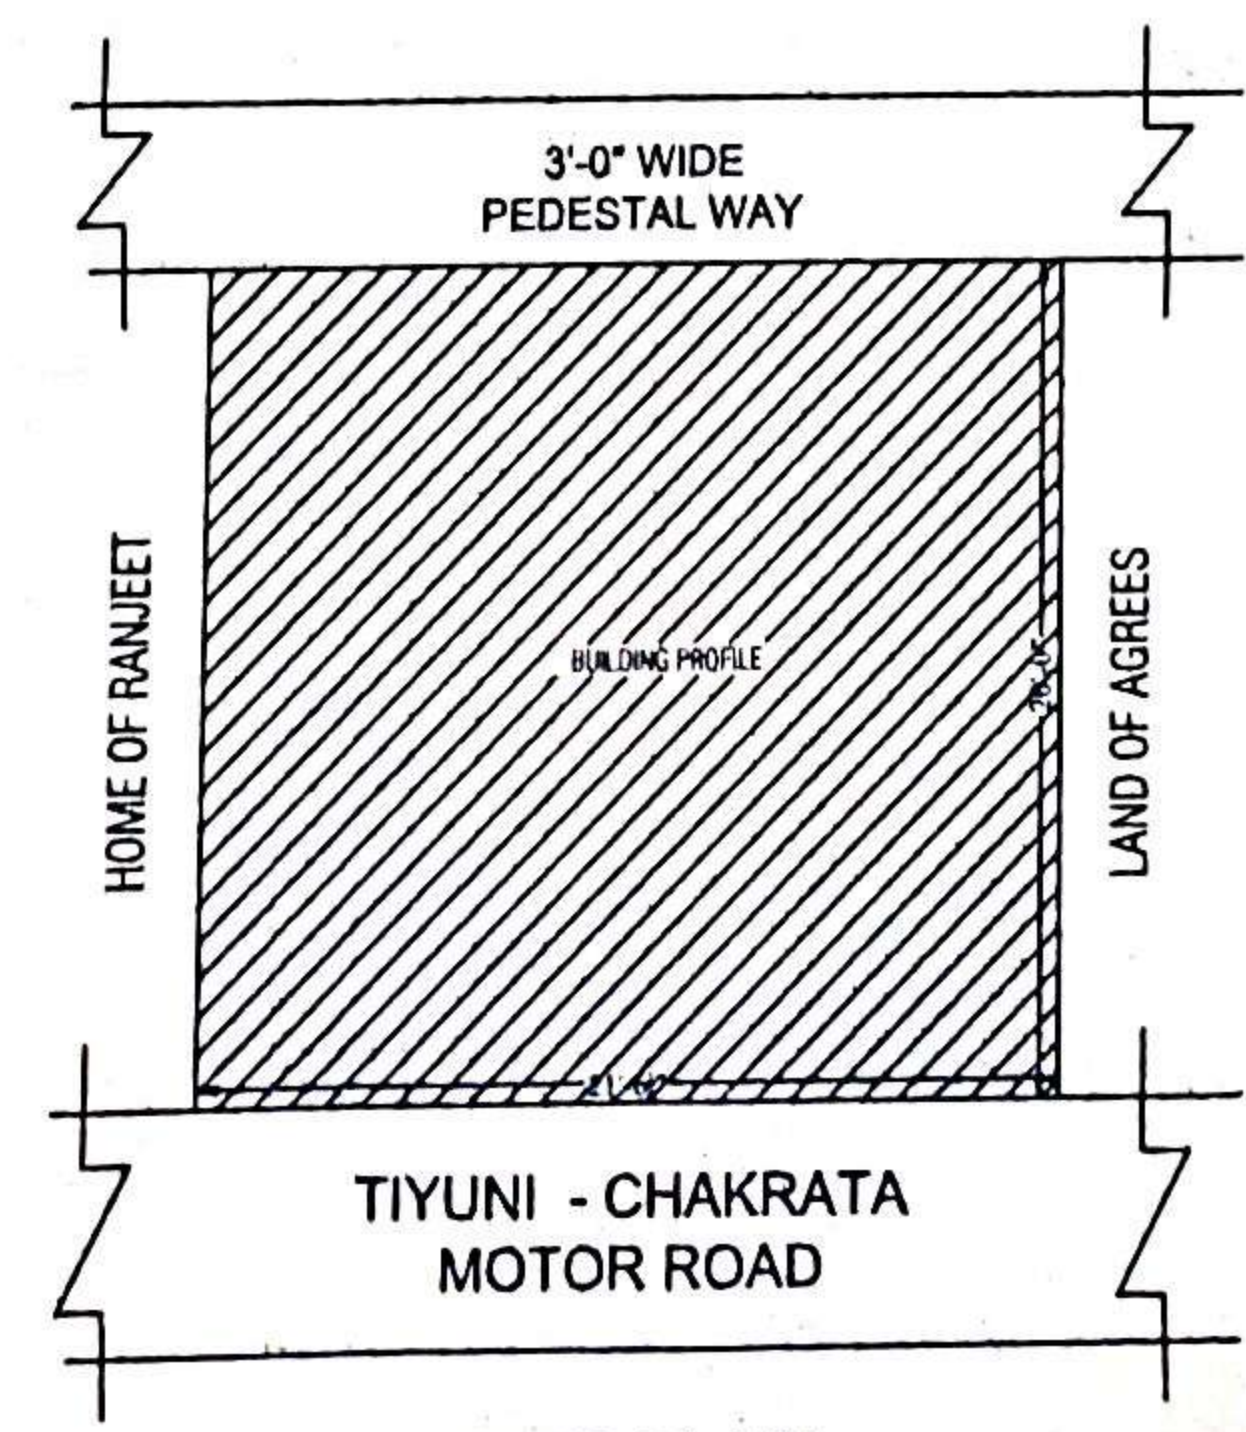 3'-0" WIDE
PEDESTAL WAY
HOME OF RANJEET
BUILDING PROFILE
LAND OF AGREES
TIYUNI - CHAKRATA
MOTOR ROAD